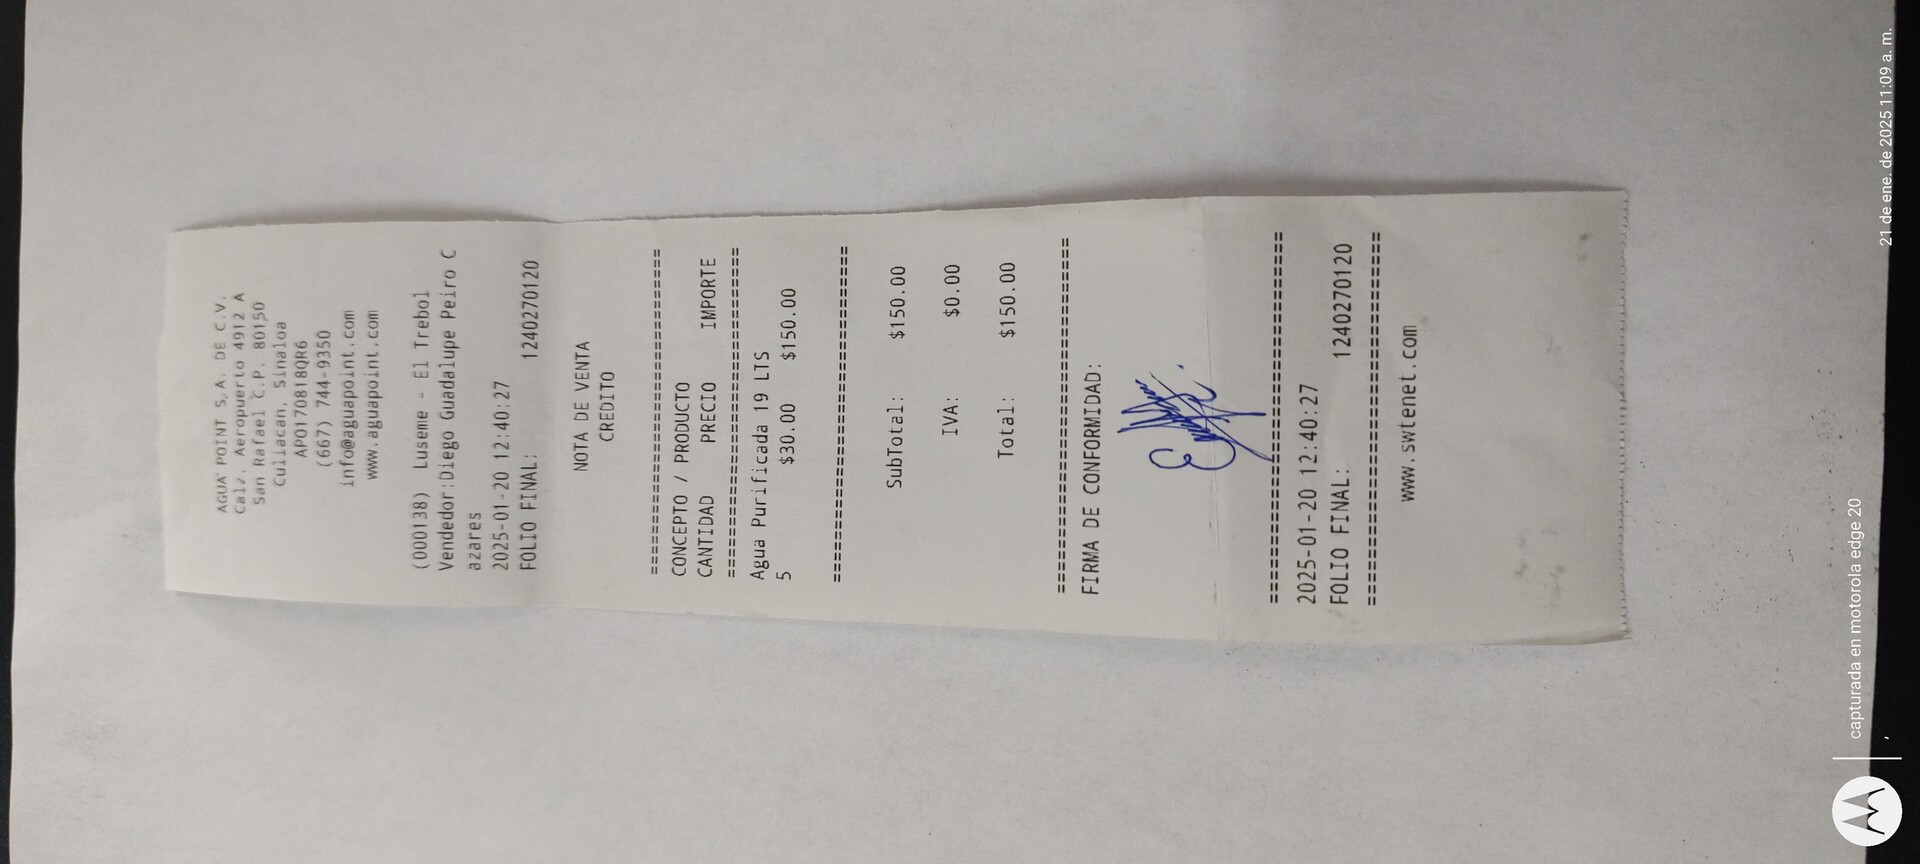 AGUA' POINT S.A. DE C.V.
Calz. Aeropuerto 4912 A
San Rafael C.P. 80150
Culiacan, Sinaloa
APO170818QR6
(667) 744-9350
info@aguapoint.com
www.aguapoint.com
(000138) Luseme - El Trebol
Vendedor:Diego Guadalupe Peiro C
azares
2025-01-20 12:40:27
FOLIO FINAL: 1240270120
NOTA DE VENTA
CREDITO
================================
CONCEPTO / PRODUCTO
CANTIDAD PRECIO IMPORTE
================================
Agua Purificada 19 LTS
5 $30.00 $150.00
================================
SubTotal: $150.00
IVA: $0.00
Total: $150.00
================================
FIRMA DE CONFORMIDAD:
================================
2025-01-20 12:40:27
FOLIO FINAL: 1240270120
================================
www.swtenet.com
capturada en motorola edge 20
21 de ene. de 2025 11:09 a. m.